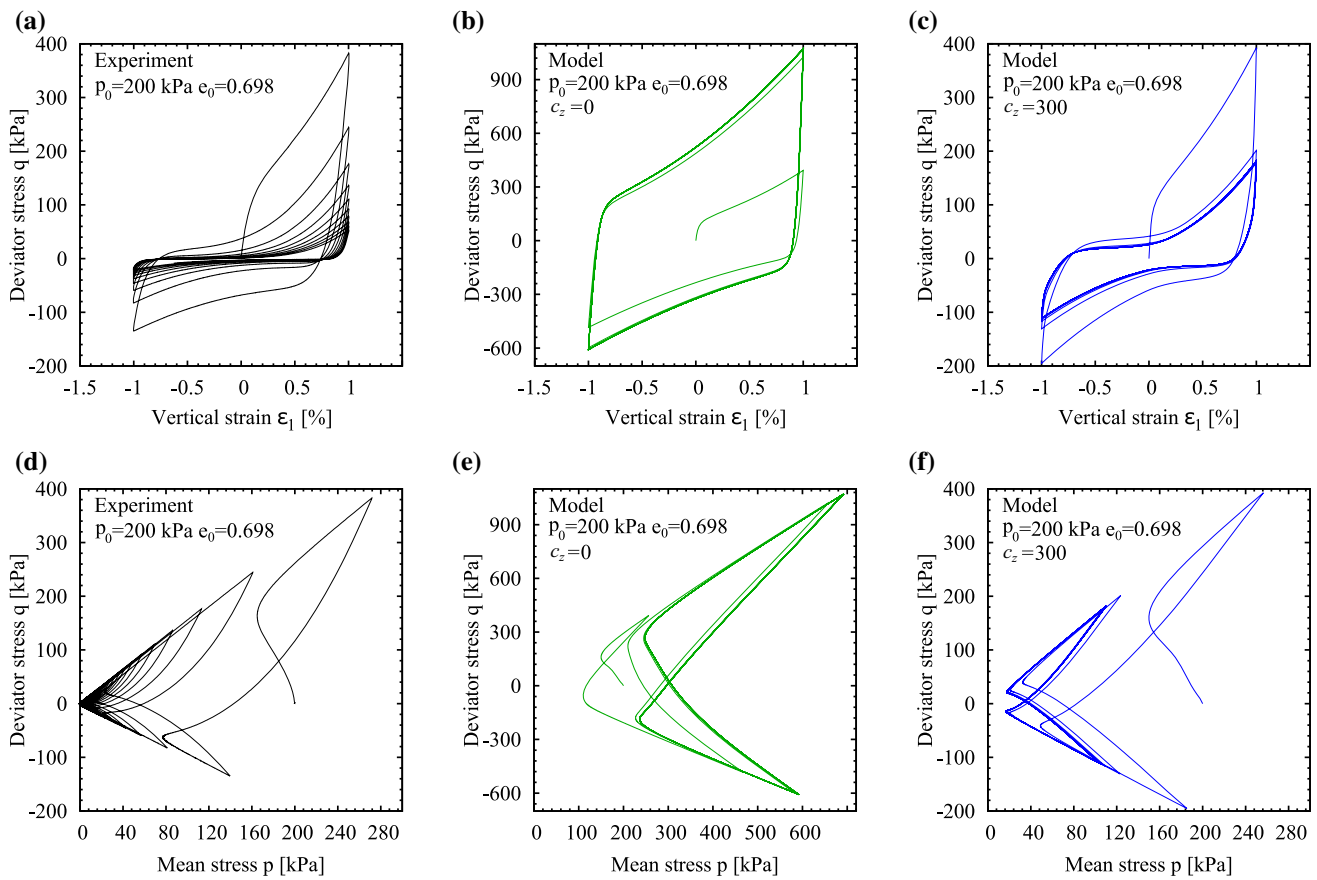 (a)
Experiment
p0=200 kPa e0=0.698
Deviator stress q [kPa]
400
300
200
100
0
-100
-200
-1.5 -1 -0.5 0 0.5 1
Vertical strain ε1 [%]
(b)
Model
p0=200 kPa e0=0.698
cz=0
Deviator stress q [kPa]
900
600
300
0
-300
-600
-1.5 -1 -0.5 0 0.5 1
Vertical strain ε1 [%]
(c)
Model
p0=200 kPa e0=0.698
cz=300
Deviator stress q [kPa]
400
300
200
100
0
-100
-200
-1.5 -1 -0.5 0 0.5 1
Vertical strain ε1 [%]
(d)
Experiment
p0=200 kPa e0=0.698
Deviator stress q [kPa]
400
300
200
100
0
-100
-200
0 40 80 120 160 200 240 280
Mean stress p [kPa]
(e)
Model
p0=200 kPa e0=0.698
cz=0
Deviator stress q [kPa]
900
600
300
0
-300
-600
0 100 200 300 400 500 600
Mean stress p [kPa]
(f)
Model
p0=200 kPa e0=0.698
cz=300
Deviator stress q [kPa]
400
300
200
100
0
-100
-200
0 40 80 120 160 200 240 280
Mean stress p [kPa]